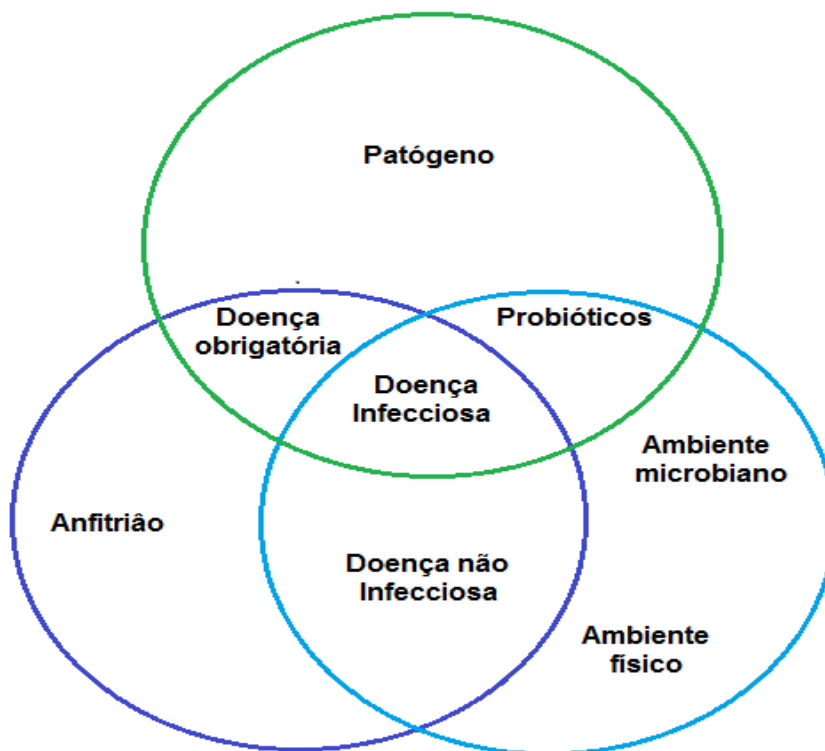 Patógeno
Doença
obrigatória
Probióticos
Doença
Infecciosa
Ambiente
microbiano
Anfitriâo
Doença não
Infecciosa
Ambiente
físico